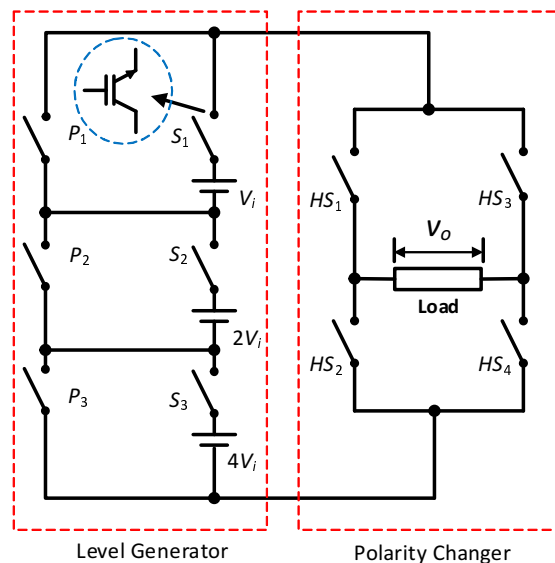 P₁
S₁
Vᵢ
HS₁
HS₃
P₂
S₂
Vₒ
Load
2Vᵢ
HS₂
HS₄
P₃
S₃
4Vᵢ
Level Generator
Polarity Changer